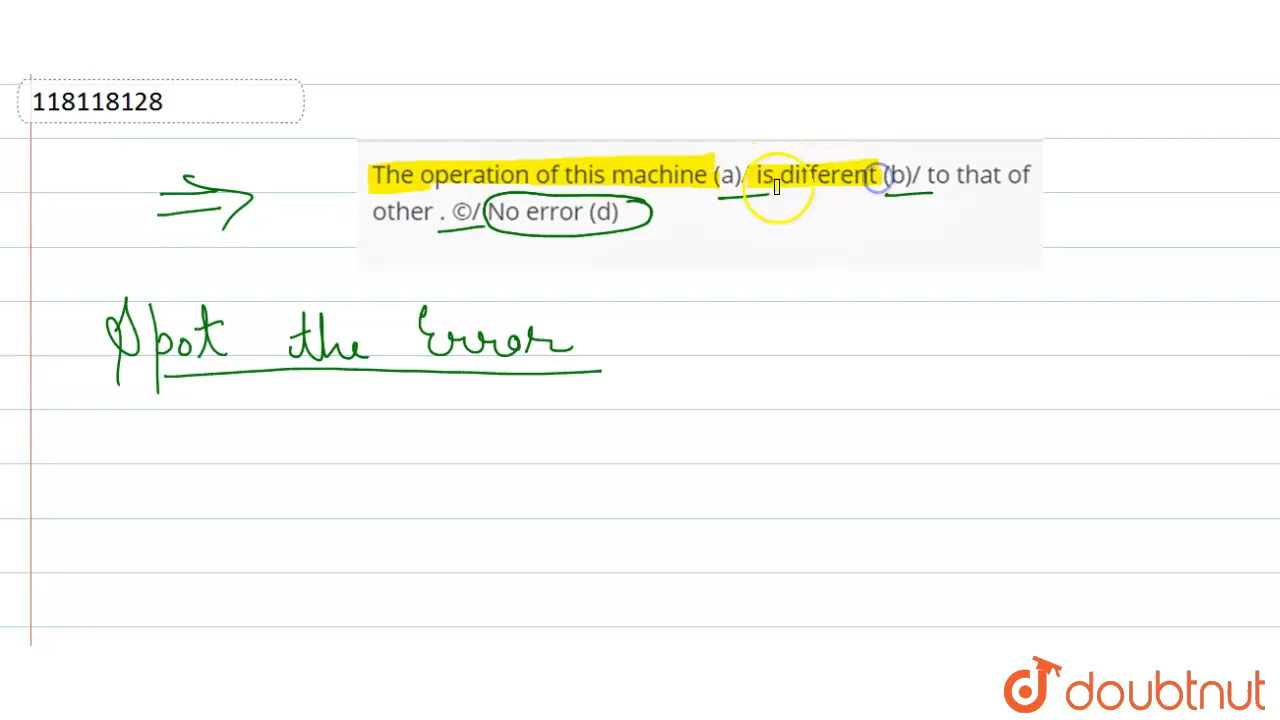 118118128
The operation of this machine (a)/ is different (b)/ to that of
other . ©/ No error (d)
Spot the Error
doubtnut